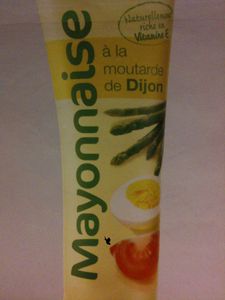 Naturellement
riche en
Vitamine E
Mayonnaise
à la
moutarde
de Dijon